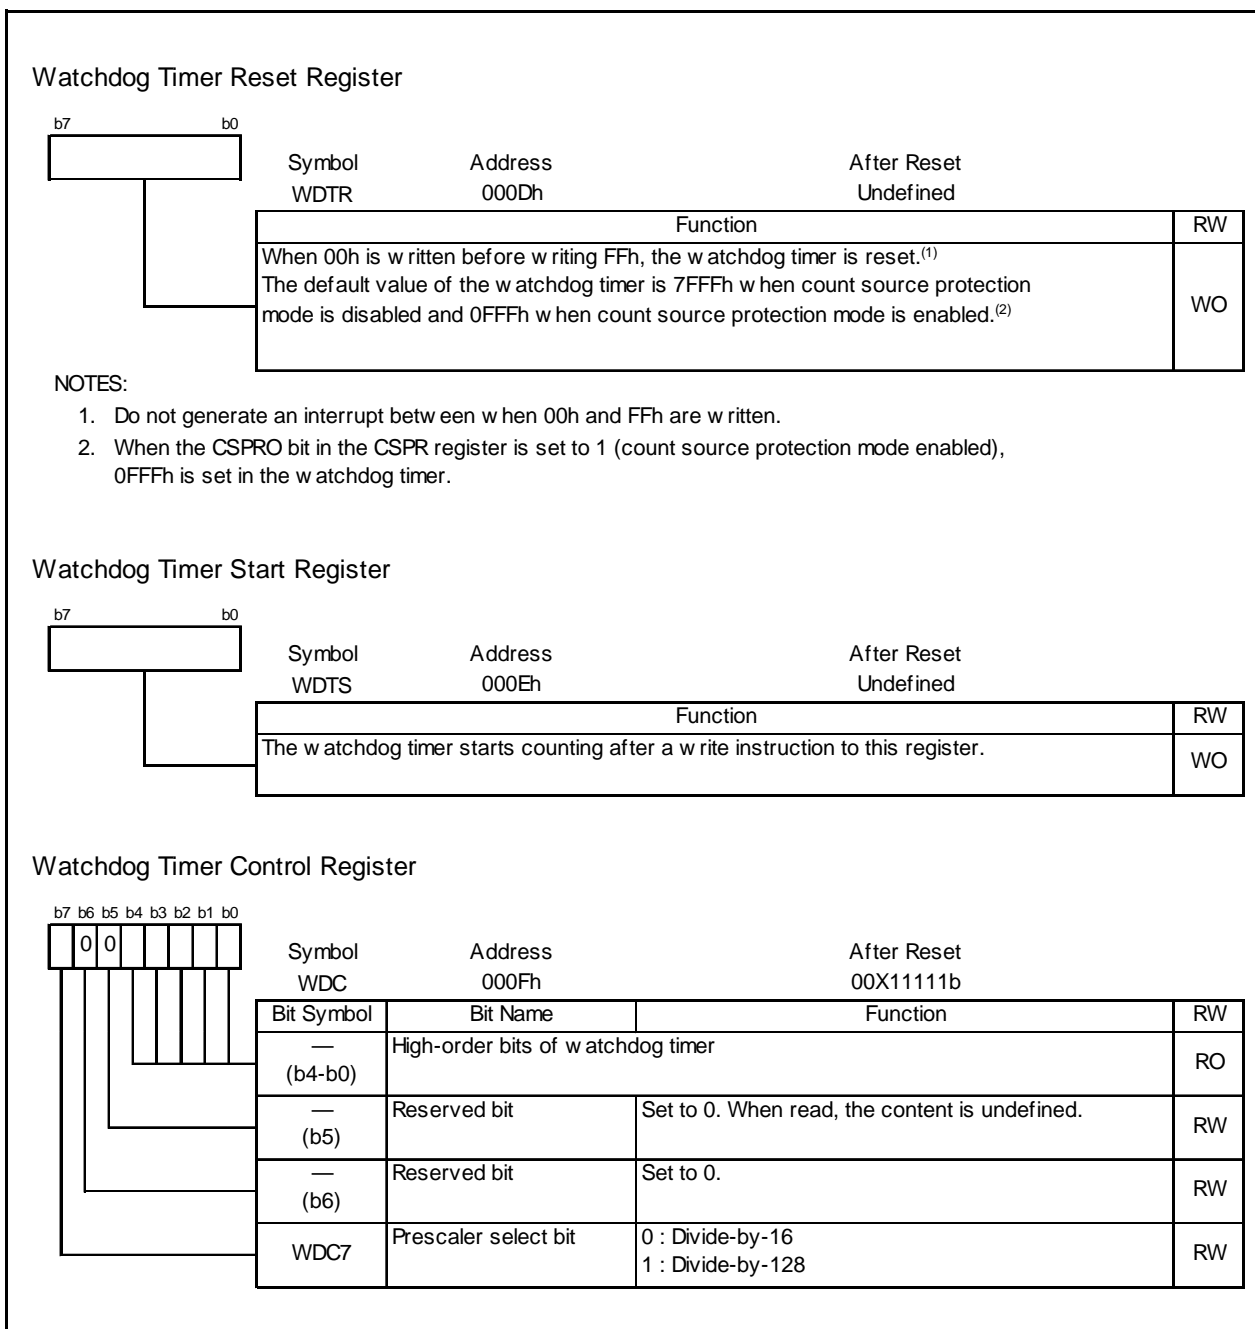 Watchdog Timer Reset Register
b7 b0
Symbol Address After Reset
WDTR 000Dh Undefined
Function RW
When 00h is written before writing FFh, the watchdog timer is reset.(1)
The default value of the watchdog timer is 7FFFh when count source protection
mode is disabled and 0FFFh when count source protection mode is enabled.(2)
WO
NOTES:
1. Do not generate an interrupt between when 00h and FFh are written.
2. When the CSPRO bit in the CSPR register is set to 1 (count source protection mode enabled),
0FFFh is set in the watchdog timer.
Watchdog Timer Start Register
b7 b0
Symbol Address After Reset
WDTS 000Eh Undefined
Function RW
The watchdog timer starts counting after a write instruction to this register.
WO
Watchdog Timer Control Register
b7 b6 b5 b4 b3 b2 b1 b0
0 0
Symbol Address After Reset
WDC 000Fh 00X11111b
Bit Symbol Bit Name Function RW
— (b4-b0) High-order bits of watchdog timer RO
— (b5) Reserved bit Set to 0. When read, the content is undefined. RW
— (b6) Reserved bit Set to 0. RW
WDC7 Prescaler select bit 0 : Divide-by-16
1 : Divide-by-128 RW